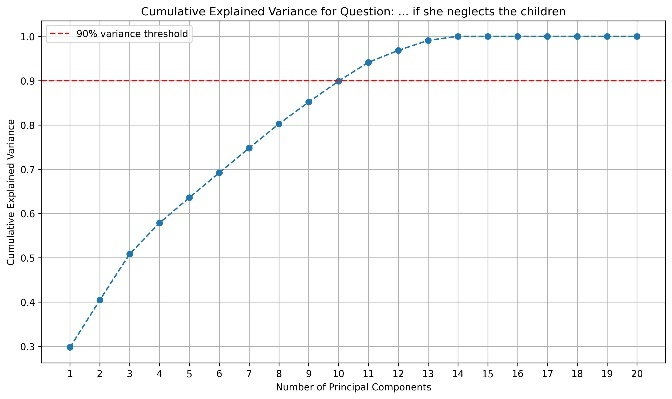 Cumulative Explained Variance for Question: ... if she neglects the children
90% variance threshold
1.0
0.9
0.8
0.7
0.6
0.5
0.4
0.3
Cumulative Explained Variance
1 2 3 4 5 6 7 8 9 10 11 12 13 14 15 16 17 18 19 20
Number of Principal Components